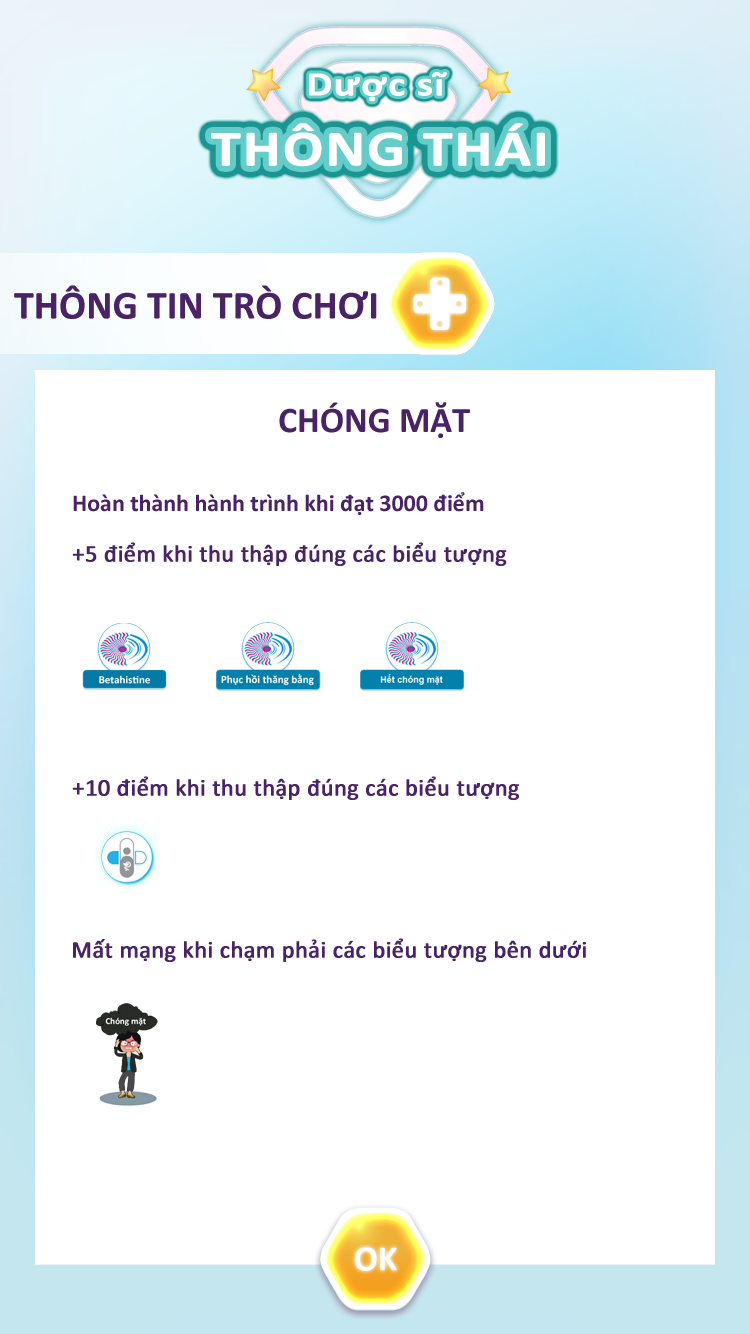 Dược sĩ
THÔNG THÁI
THÔNG TIN TRÒ CHƠI
CHÓNG MẶT
Hoàn thành hành trình khi đạt 3000 điểm
+5 điểm khi thu thập đúng các biểu tượng
Betahistine
Phục hồi thăng bằng
Hết chóng mặt
+10 điểm khi thu thập đúng các biểu tượng
Mất mạng khi chạm phải các biểu tượng bên dưới
Chóng mặt
OK